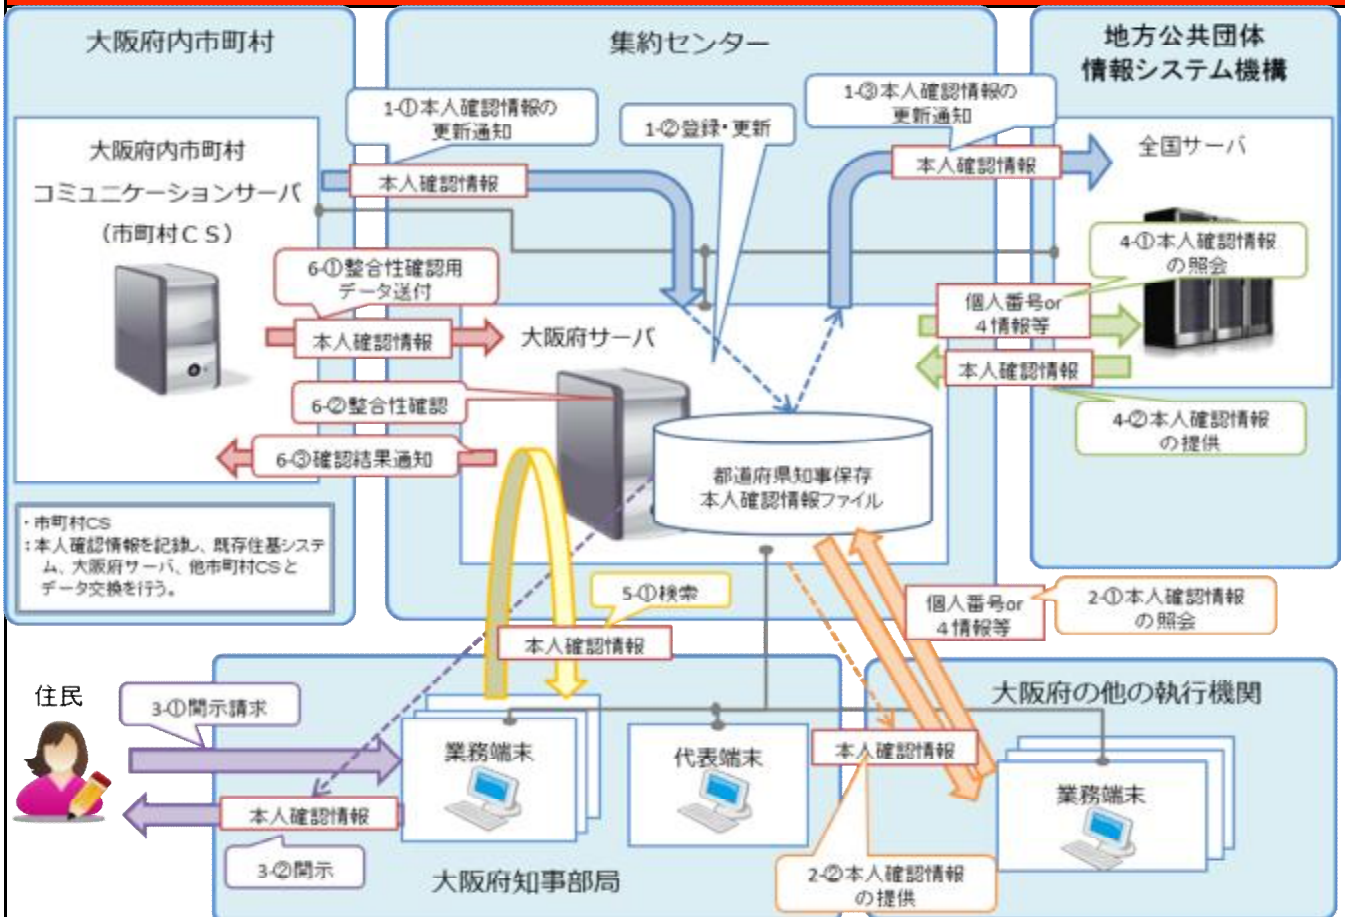 大阪府内市町村
集約センター
地方公共団体
情報システム機構
1-①本人確認情報の
更新通知
1-②登録・更新
1-③本人確認情報の
更新通知
大阪府内市町村
コミュニケーションサーバ
(市町村CS)
本人確認情報
本人確認情報
全国サーバ
4-①本人確認情報
の照会
6-①整合性確認用
データ送付
本人確認情報
大阪府サーバ
個人番号or
4情報等
本人確認情報
6-②整合性確認
4-②本人確認情報
の提供
6-③確認結果通知
都道府県知事保存
本人確認情報ファイル
・市町村CS
:本人確認情報を記録し、既存住基システ
ム、大阪府サーバ、他市町村CSと
データ交換を行う。
5-①検索
個人番号or
4情報等
2-①本人確認情報
の照会
本人確認情報
住民
3-①開示請求
大阪府の他の執行機関
業務端末
代表端末
本人確認情報
業務端末
本人確認情報
3-②開示
大阪府知事部局
2-②本人確認情報
の提供